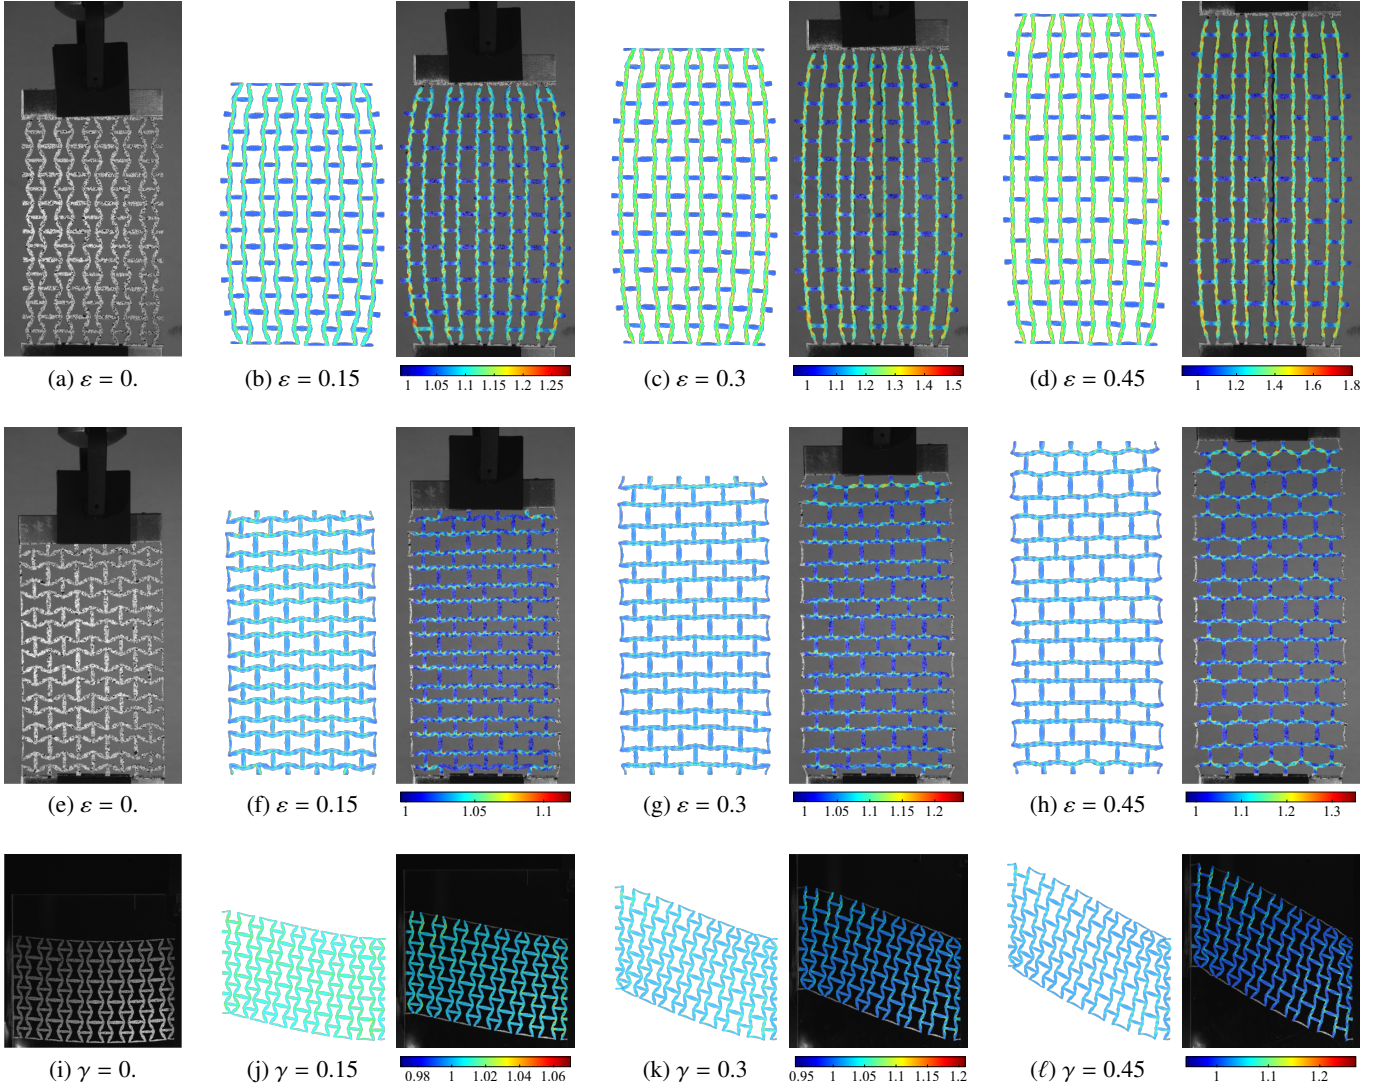 1 1.05 1.1 1.15 1.2 1.25
1 1.1 1.2 1.3 1.4 1.5
1 1.2 1.4 1.6 1.8
(a) ε = 0.
(b) ε = 0.15
(c) ε = 0.3
(d) ε = 0.45
1 1.05 1.1
1 1.05 1.1 1.15 1.2
1 1.1 1.2 1.3
(e) ε = 0.
(f) ε = 0.15
(g) ε = 0.3
(h) ε = 0.45
0.98 1 1.02 1.04 1.06
0.95 1 1.05 1.1 1.15 1.2
1 1.1 1.2
(i) γ = 0.
(j) γ = 0.15
(k) γ = 0.3
(ℓ) γ = 0.45